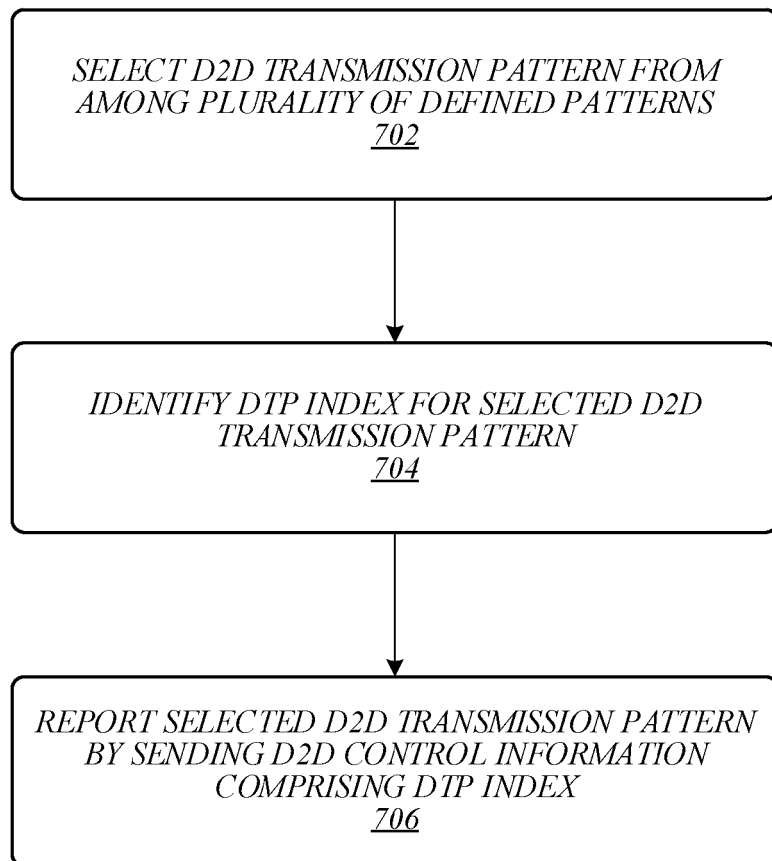 SELECT D2D TRANSMISSION PATTERN FROM
AMONG PLURALITY OF DEFINED PATTERNS
702
IDENTIFY DTP INDEX FOR SELECTED D2D
TRANSMISSION PATTERN
704
REPORT SELECTED D2D TRANSMISSION PATTERN
BY SENDING D2D CONTROL INFORMATION
COMPRISING DTP INDEX
706